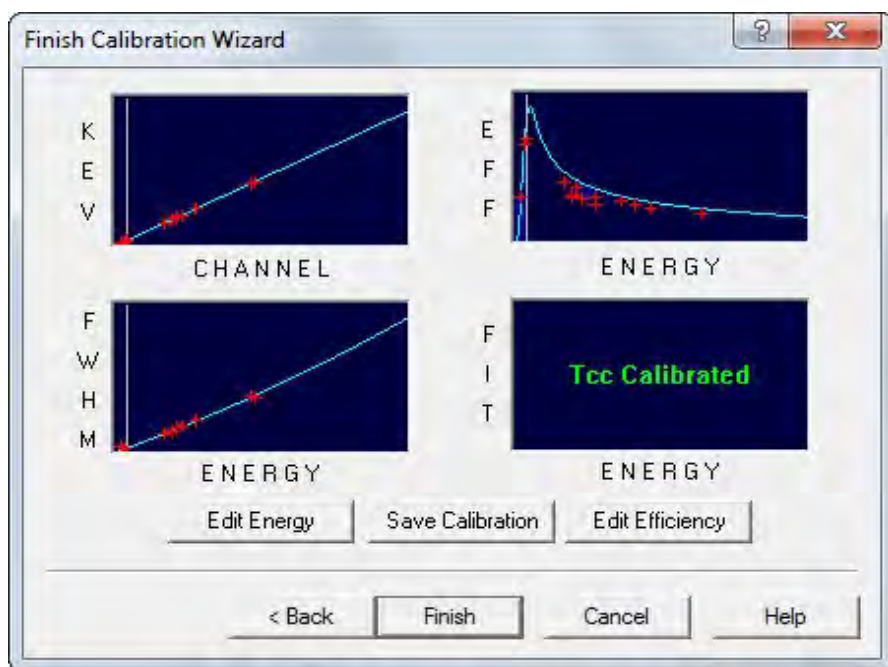 Finish Calibration Wizard
?
K
E
V
CHANNEL
E
F
F
ENERGY
F
W
H
M
ENERGY
F
I
T
Tcc Calibrated
ENERGY
Edit Energy
Save Calibration
Edit Efficiency
< Back
Finish
Cancel
Help